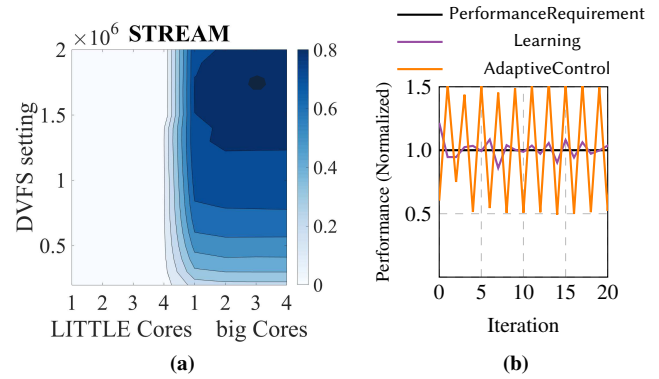 ×10⁶ STREAM
DVFS setting
2
1.5
1
0.5
1 2 3 4 1 2 3 4
LITTLE Cores big Cores
0.8
0.6
0.4
0.2
0
(a)
PerformanceRequirement
Learning
AdaptiveControl
Performance (Normalized)
1.5
1.0
0.5
0 5 10 15 20
Iteration
(b)